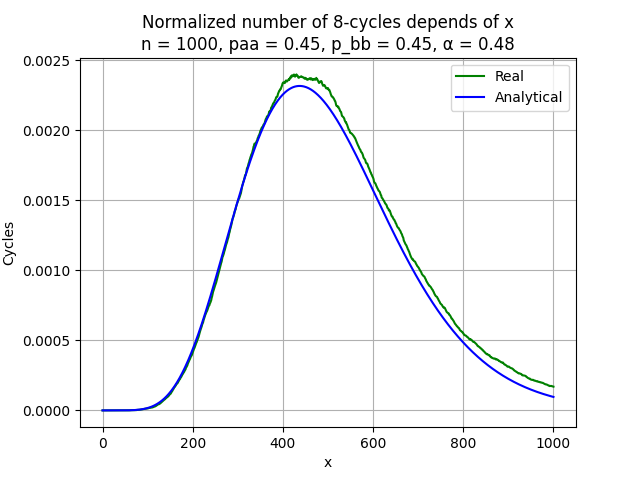 Normalized number of 8-cycles depends of x
n = 1000, paa = 0.45, p_bb = 0.45, α = 0.48
0.0025
0.0020
0.0015
0.0010
0.0005
0.0000
Cycles
Real
Analytical
0 200 400 600 800 1000
x